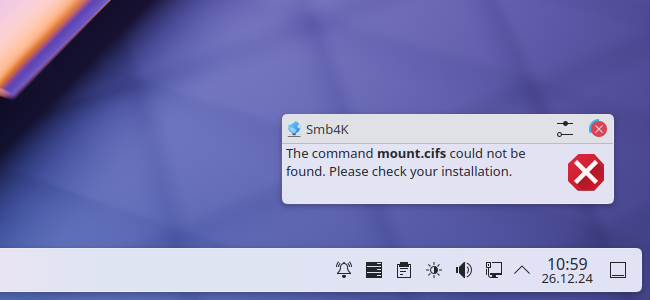 Smb4K
The command mount.cifs could not be
found. Please check your installation.
10:59
26.12.24